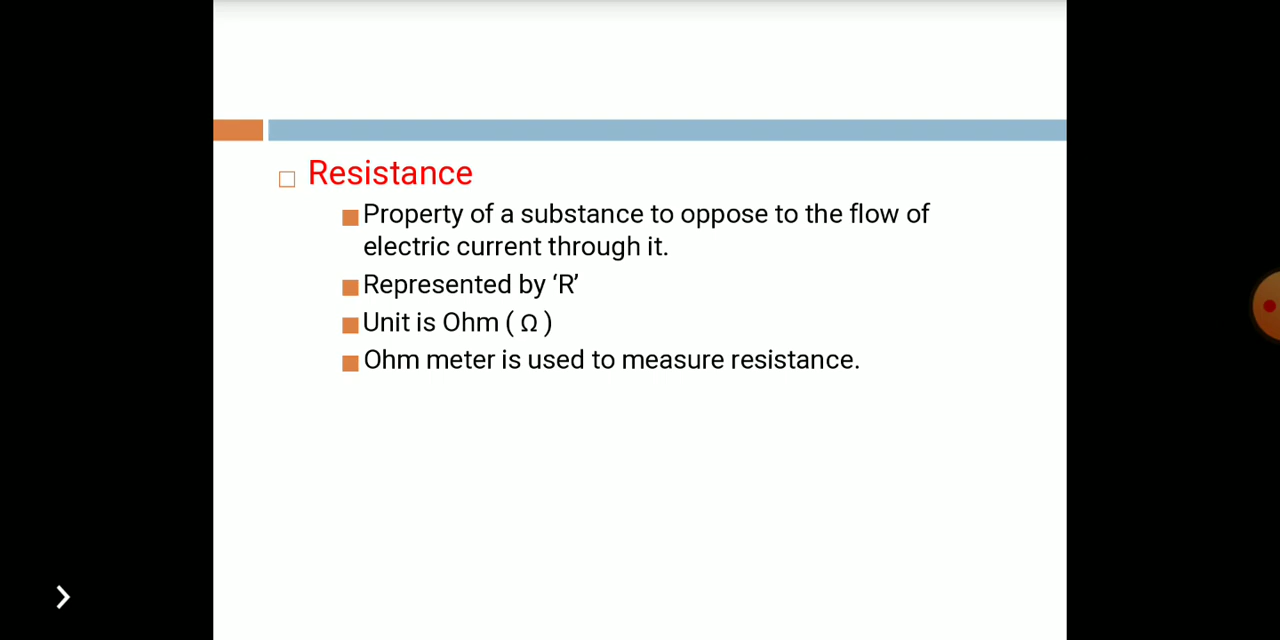 Resistance
Property of a substance to oppose to the flow of
electric current through it.
Represented by ‘R’
Unit is Ohm ( Ω )
Ohm meter is used to measure resistance.